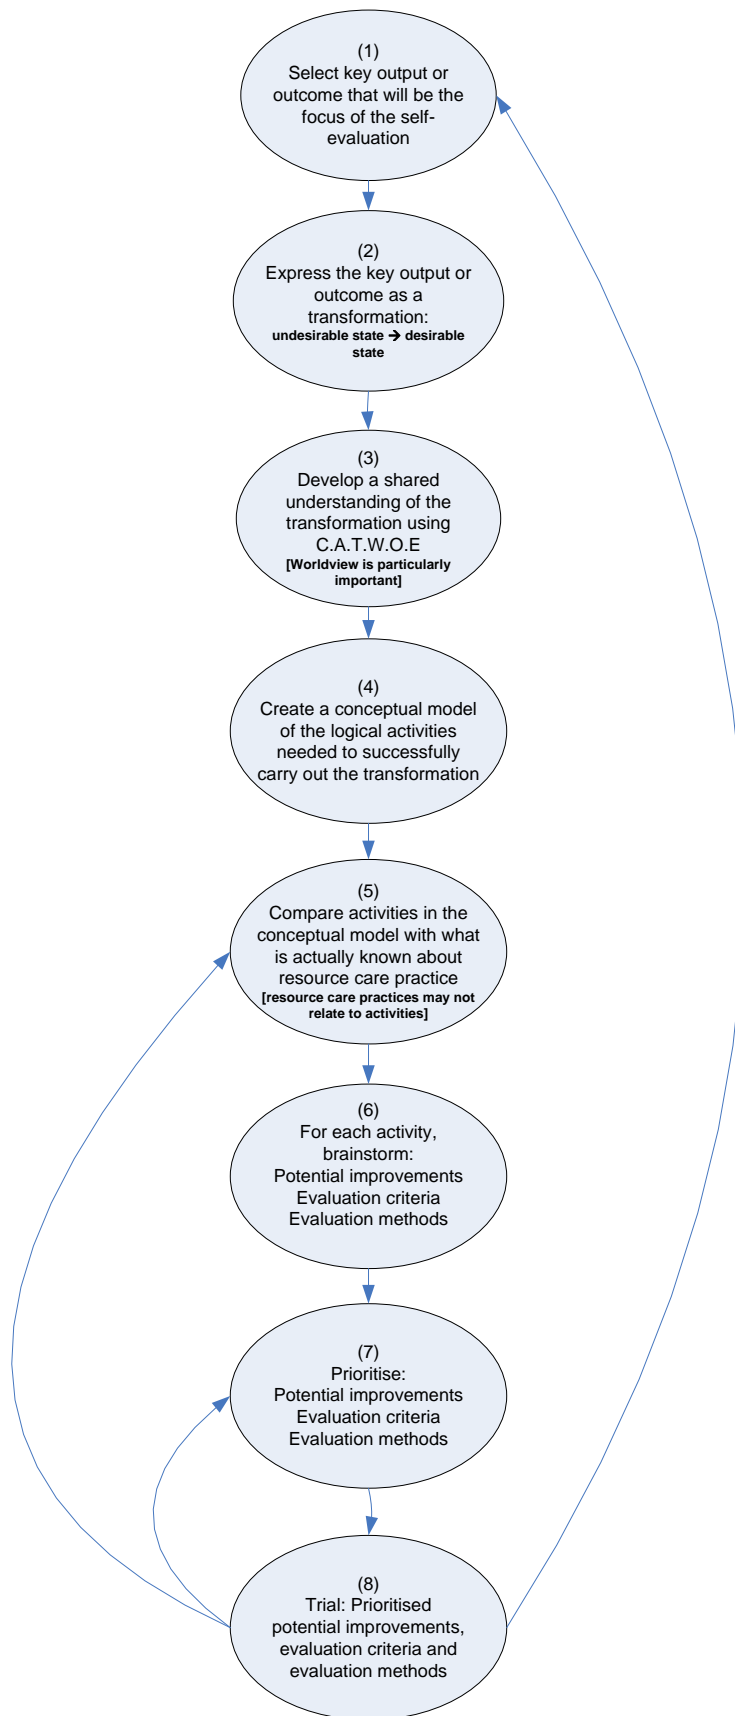 (1)
Select key output or
outcome that will be the
focus of the self-
evaluation
(2)
Express the key output or
outcome as a
transformation:
undesirable state → desirable
state
(3)
Develop a shared
understanding of the
transformation using
C.A.T.W.O.E
[Worldview is particularly
important]
(4)
Create a conceptual model
of the logical activities
needed to successfully
carry out the transformation
(5)
Compare activities in the
conceptual model with what
is actually known about
resource care practice
[resource care practices may not
relate to activities]
(6)
For each activity,
brainstorm:
Potential improvements
Evaluation criteria
Evaluation methods
(7)
Prioritise:
Potential improvements
Evaluation criteria
Evaluation methods
(8)
Trial: Prioritised
potential improvements,
evaluation criteria and
evaluation methods